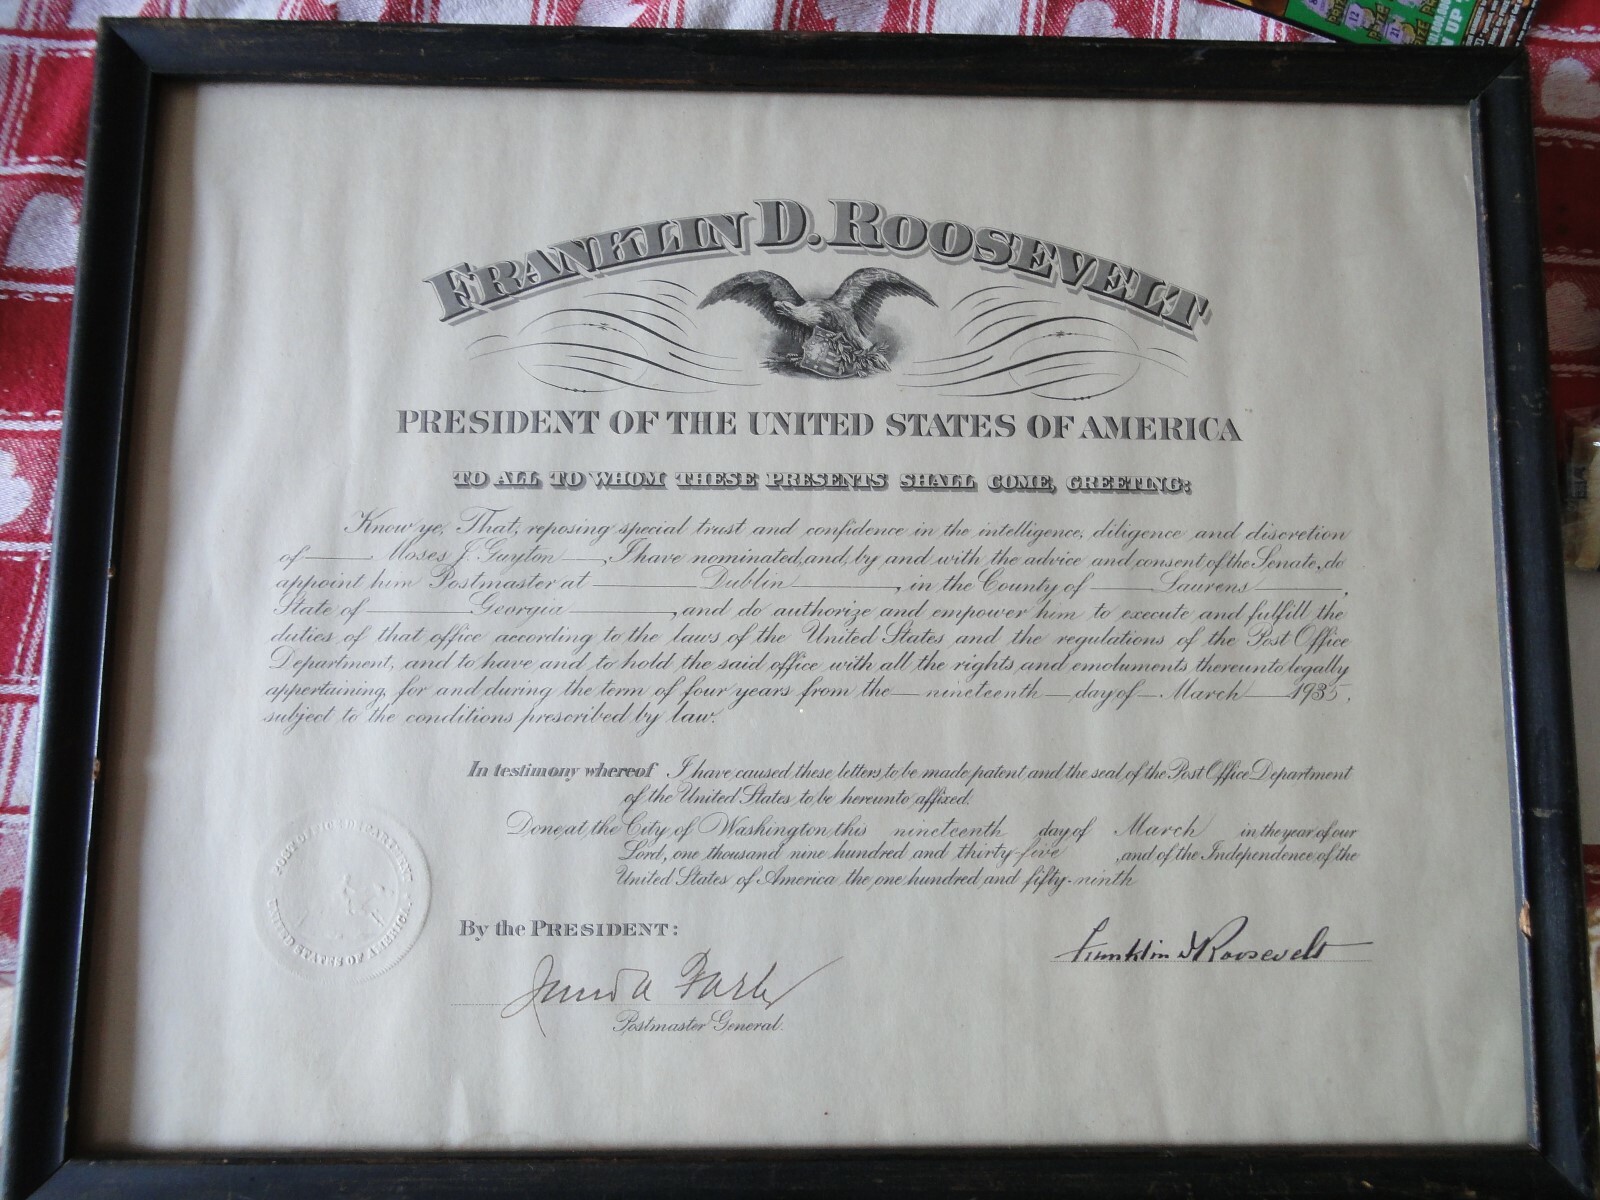 FRANKLIN D. ROOSEVELT
PRESIDENT OF THE UNITED STATES OF AMERICA
TO ALL TO WHOM THESE PRESENTS SHALL COME, GREETING:
Know ye, That, reposing special trust and confidence in the intelligence, diligence and discretion
of Moses J. Guyton, I have nominated, and, by and with the advice and consent of the Senate, do
appoint him Postmaster at Dublin, in the County of Laurens,
State of Georgia, and do authorize and empower him to execute and fulfill the
duties of that office according to the laws of the United States and the regulations of the Post Office
Department, and to have and to hold the said office with all the rights and emoluments thereunto legally
appertaining, for and during the term of four years from the nineteenth day of March 1935,
subject to the conditions prescribed by law.
In testimony whereof I have caused these letters to be made patent and the seal of the Post Office Department
of the United States to be hereunto affixed.
Done at the City of Washington this nineteenth day of March in the year of our
Lord, one thousand nine hundred and thirty-five, and of the Independence of the
United States of America the one hundred and fifty-ninth
POST OFFICE DEPARTMENT
UNITED STATES OF AMERICA
By the PRESIDENT:
Franklin D Roosevelt
James A Farley
Postmaster General.